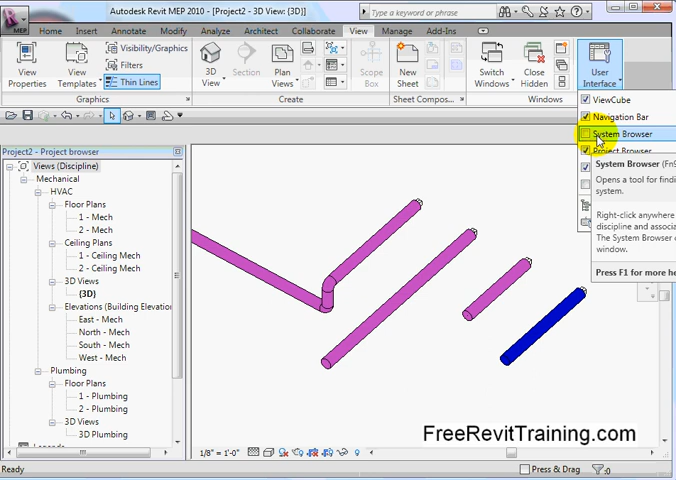 Autodesk Revit MEP 2010 - [Project2 - 3D View: {3D}]
Type a keyword or phrase
MEP
Home Insert Annotate Analyze Architect Collaborate View Manage Modify Add-Ins
Visibility/Graphics
Filters
Thin Lines
View
Properties
View
Templates
3D
View
Section
Plan
Views
Scope
Box
New
Sheet
Switch
Windows
Close
Hidden
User
Interface
Graphics Create Windows
ViewCube
Navigation Bar
System Browser
Project Browser
System Browser (Fn9
Opens a tool for findi
system.
Right-click anywhere
discipline and associa
The System Browser c
window.
Press F1 for more he
Project2 - Project browser
Views (Discipline)
Mechanical
HVAC
Floor Plans
1 - Mech
2 - Mech
Ceiling Plans
1 - Ceiling Mech
2 - Ceiling Mech
3D Views
{3D}
Elevations (Building Elevation
East - Mech
North - Mech
South - Mech
West - Mech
Plumbing
Floor Plans
1 - Plumbing
2 - Plumbing
3D Views
3D Plumbing
Legends
FreeRevitTraining.com
1/8" = 1'-0"
Ready
Press & Drag
:0